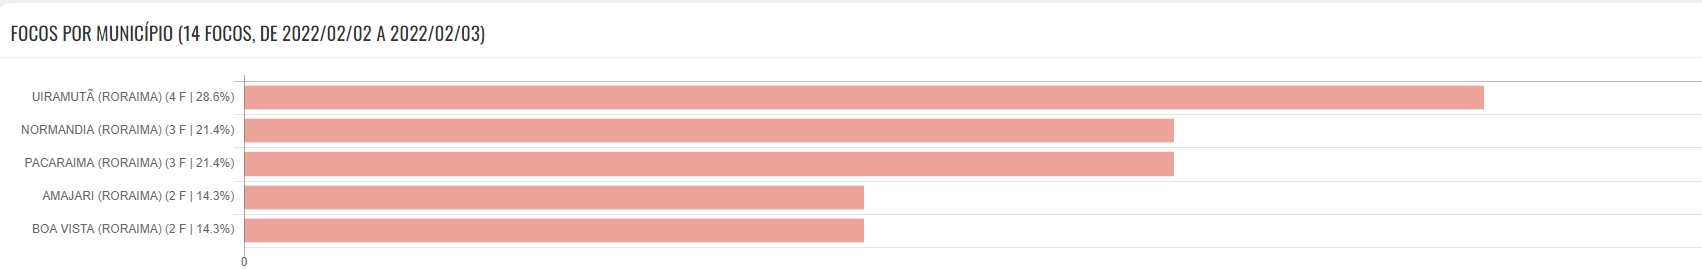 FOCOS POR MUNICÍPIO (14 FOCOS, DE 2022/02/02 A 2022/02/03)
UIRAMUTÃ (RORAIMA) (4 F | 28.6%)
NORMANDIA (RORAIMA) (3 F | 21.4%)
PACARAIMA (RORAIMA) (3 F | 21.4%)
AMAJARI (RORAIMA) (2 F | 14.3%)
BOA VISTA (RORAIMA) (2 F | 14.3%)
0